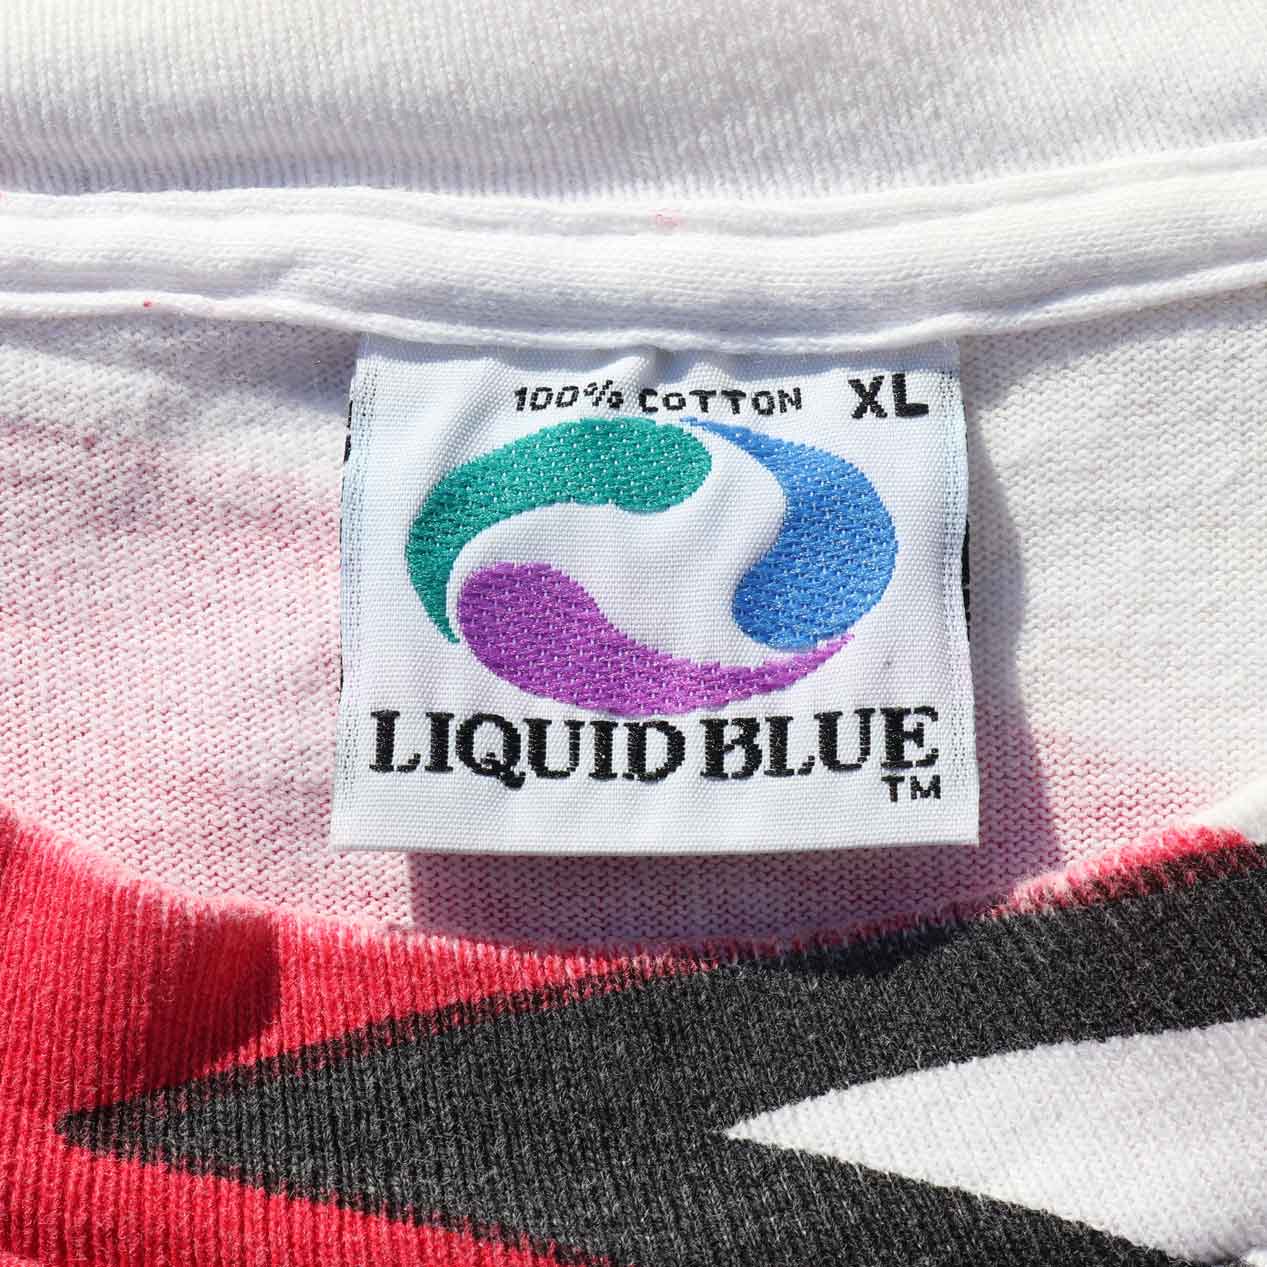 100% COTTON XL
LIQUID BLUE
TM